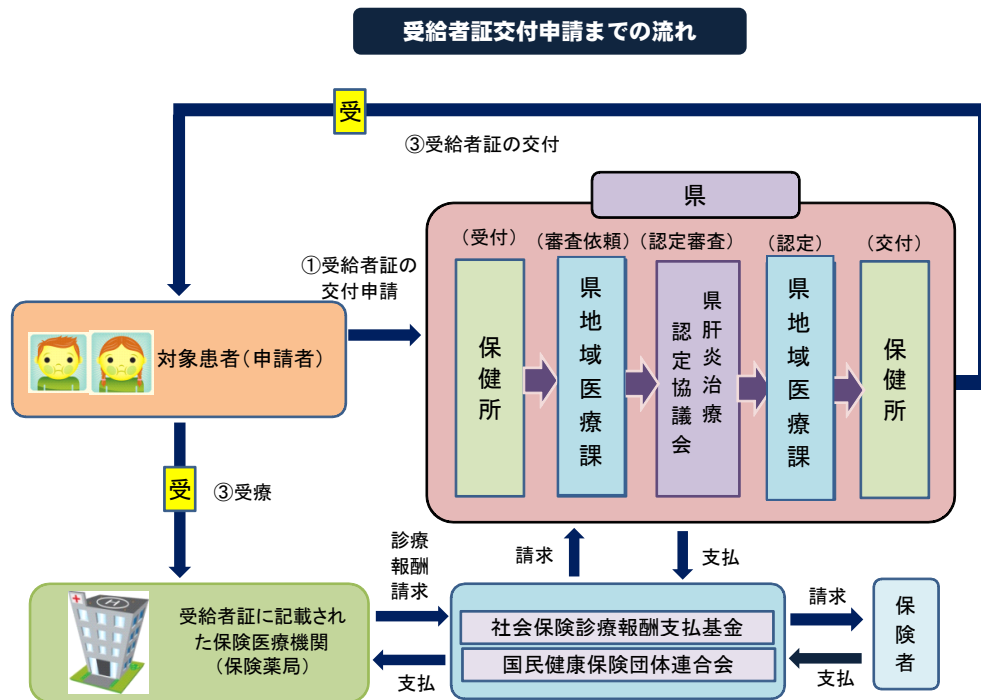 受給者証交付申請までの流れ
受
③受給者証の交付
県
（受付）
（審査依頼）
（認定審査）
（認定）
（交付）
①受給者証の
交付申請
対象患者（申請者）
保健所
県地域医療課
県肝炎治療
認定協議会
県地域医療課
保健所
受
③受療
診療
報酬
請求
請求
支払
請求
受給者証に記載され
た保険医療機関
（保険薬局）
社会保険診療報酬支払基金
国民健康保険団体連合会
保険者
支払
支払
H